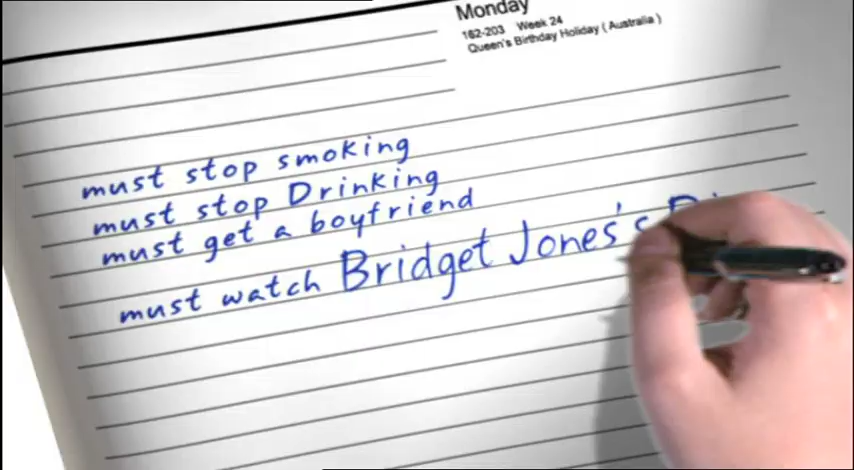 Monday
162-203 Week 24
Queen's Birthday Holiday ( Australia )
must stop smoking
must stop Drinking
must get a boyfriend
must watch Bridget Jones's